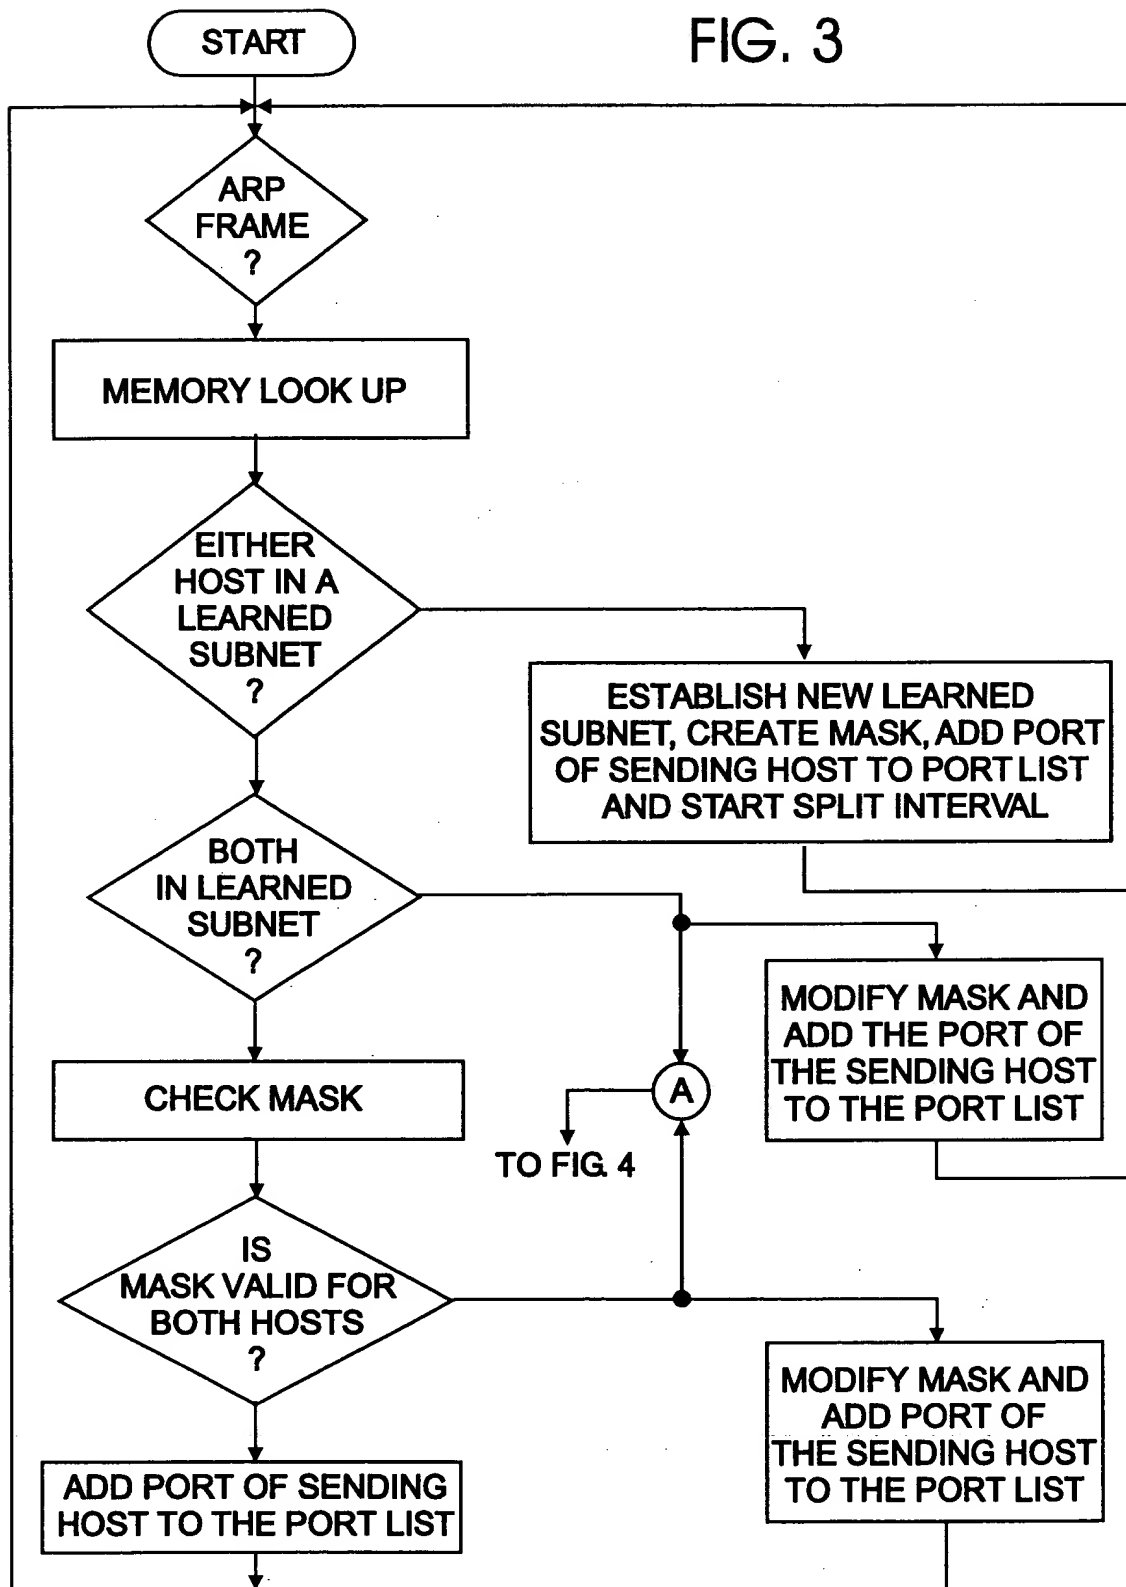 START
FIG. 3
ARP
FRAME
?
MEMORY LOOK UP
EITHER
HOST IN A
LEARNED
SUBNET
?
ESTABLISH NEW LEARNED
SUBNET, CREATE MASK, ADD PORT
OF SENDING HOST TO PORT LIST
AND START SPLIT INTERVAL
BOTH
IN LEARNED
SUBNET
?
MODIFY MASK AND
ADD THE PORT OF
THE SENDING HOST
TO THE PORT LIST
CHECK MASK
A
TO FIG. 4
IS
MASK VALID FOR
BOTH HOSTS
?
MODIFY MASK AND
ADD PORT OF
THE SENDING HOST
TO THE PORT LIST
ADD PORT OF SENDING
HOST TO THE PORT LIST